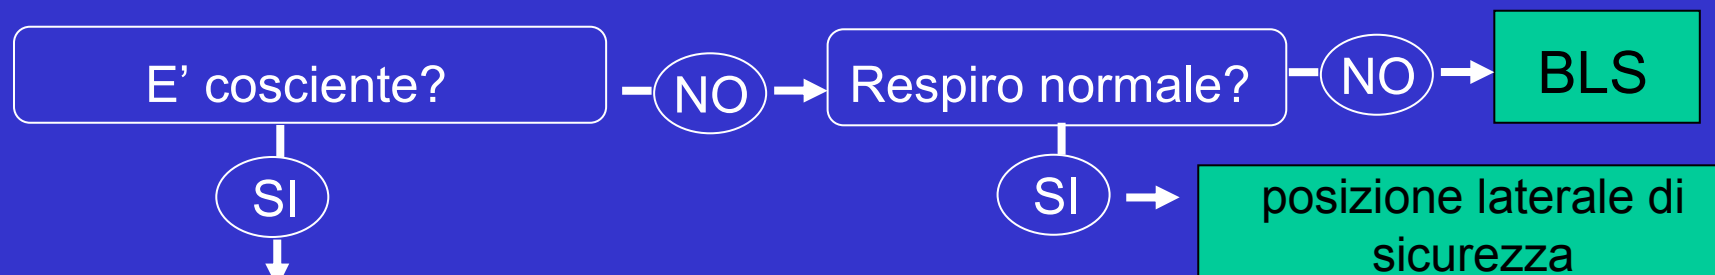 E’ cosciente?
NO
Respiro normale?
NO
BLS
SI
SI
posizione laterale di
sicurezza